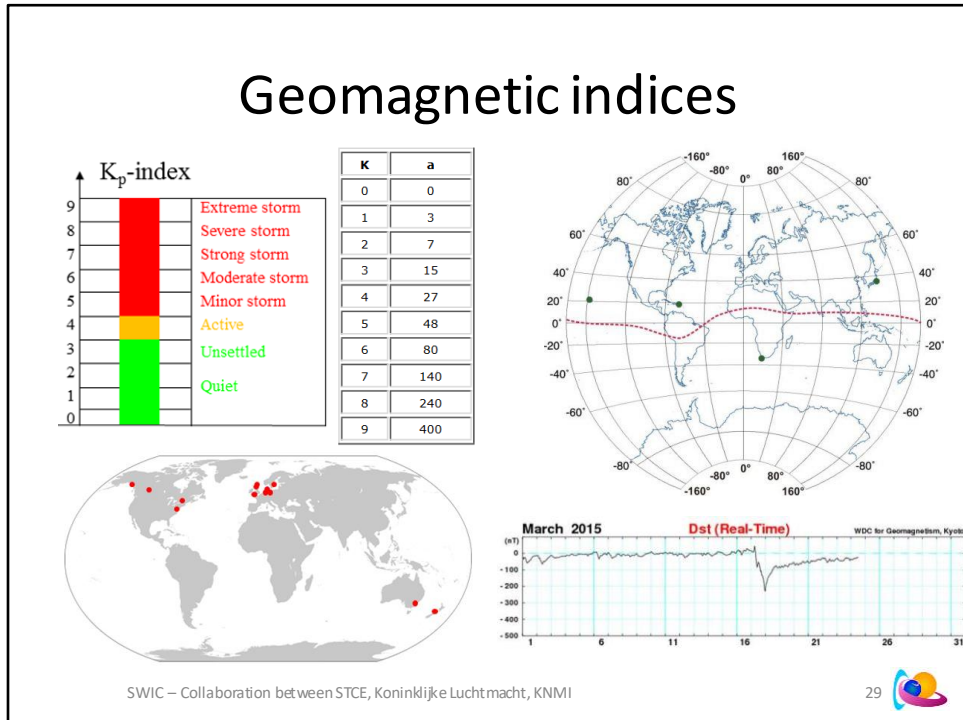 Geomagnetic indices
Kp-index
9
8
7
6
5
4
3
2
1
0
Extreme storm
Severe storm
Strong storm
Moderate storm
Minor storm
Active
Unsettled
Quiet
K a
0 0
1 3
2 7
3 15
4 27
5 48
6 80
7 140
8 240
9 400
-160° 160°
-80° 0° 80°
80° 80°
60° 60°
40° 40°
20° 20°
0° 0°
-20° -20°
-40° -40°
-60° -60°
-80° -80°
-80° 0° 80°
-160° 160°
March 2015 Dst (Real-Time) WDC for Geomagnetism, Kyoto
(nT)
0
-100
-200
-300
-400
-500
1 6 11 16 21 26 31
SWIC – Collaboration between STCE, Koninklijke Luchtmacht, KNMI 29